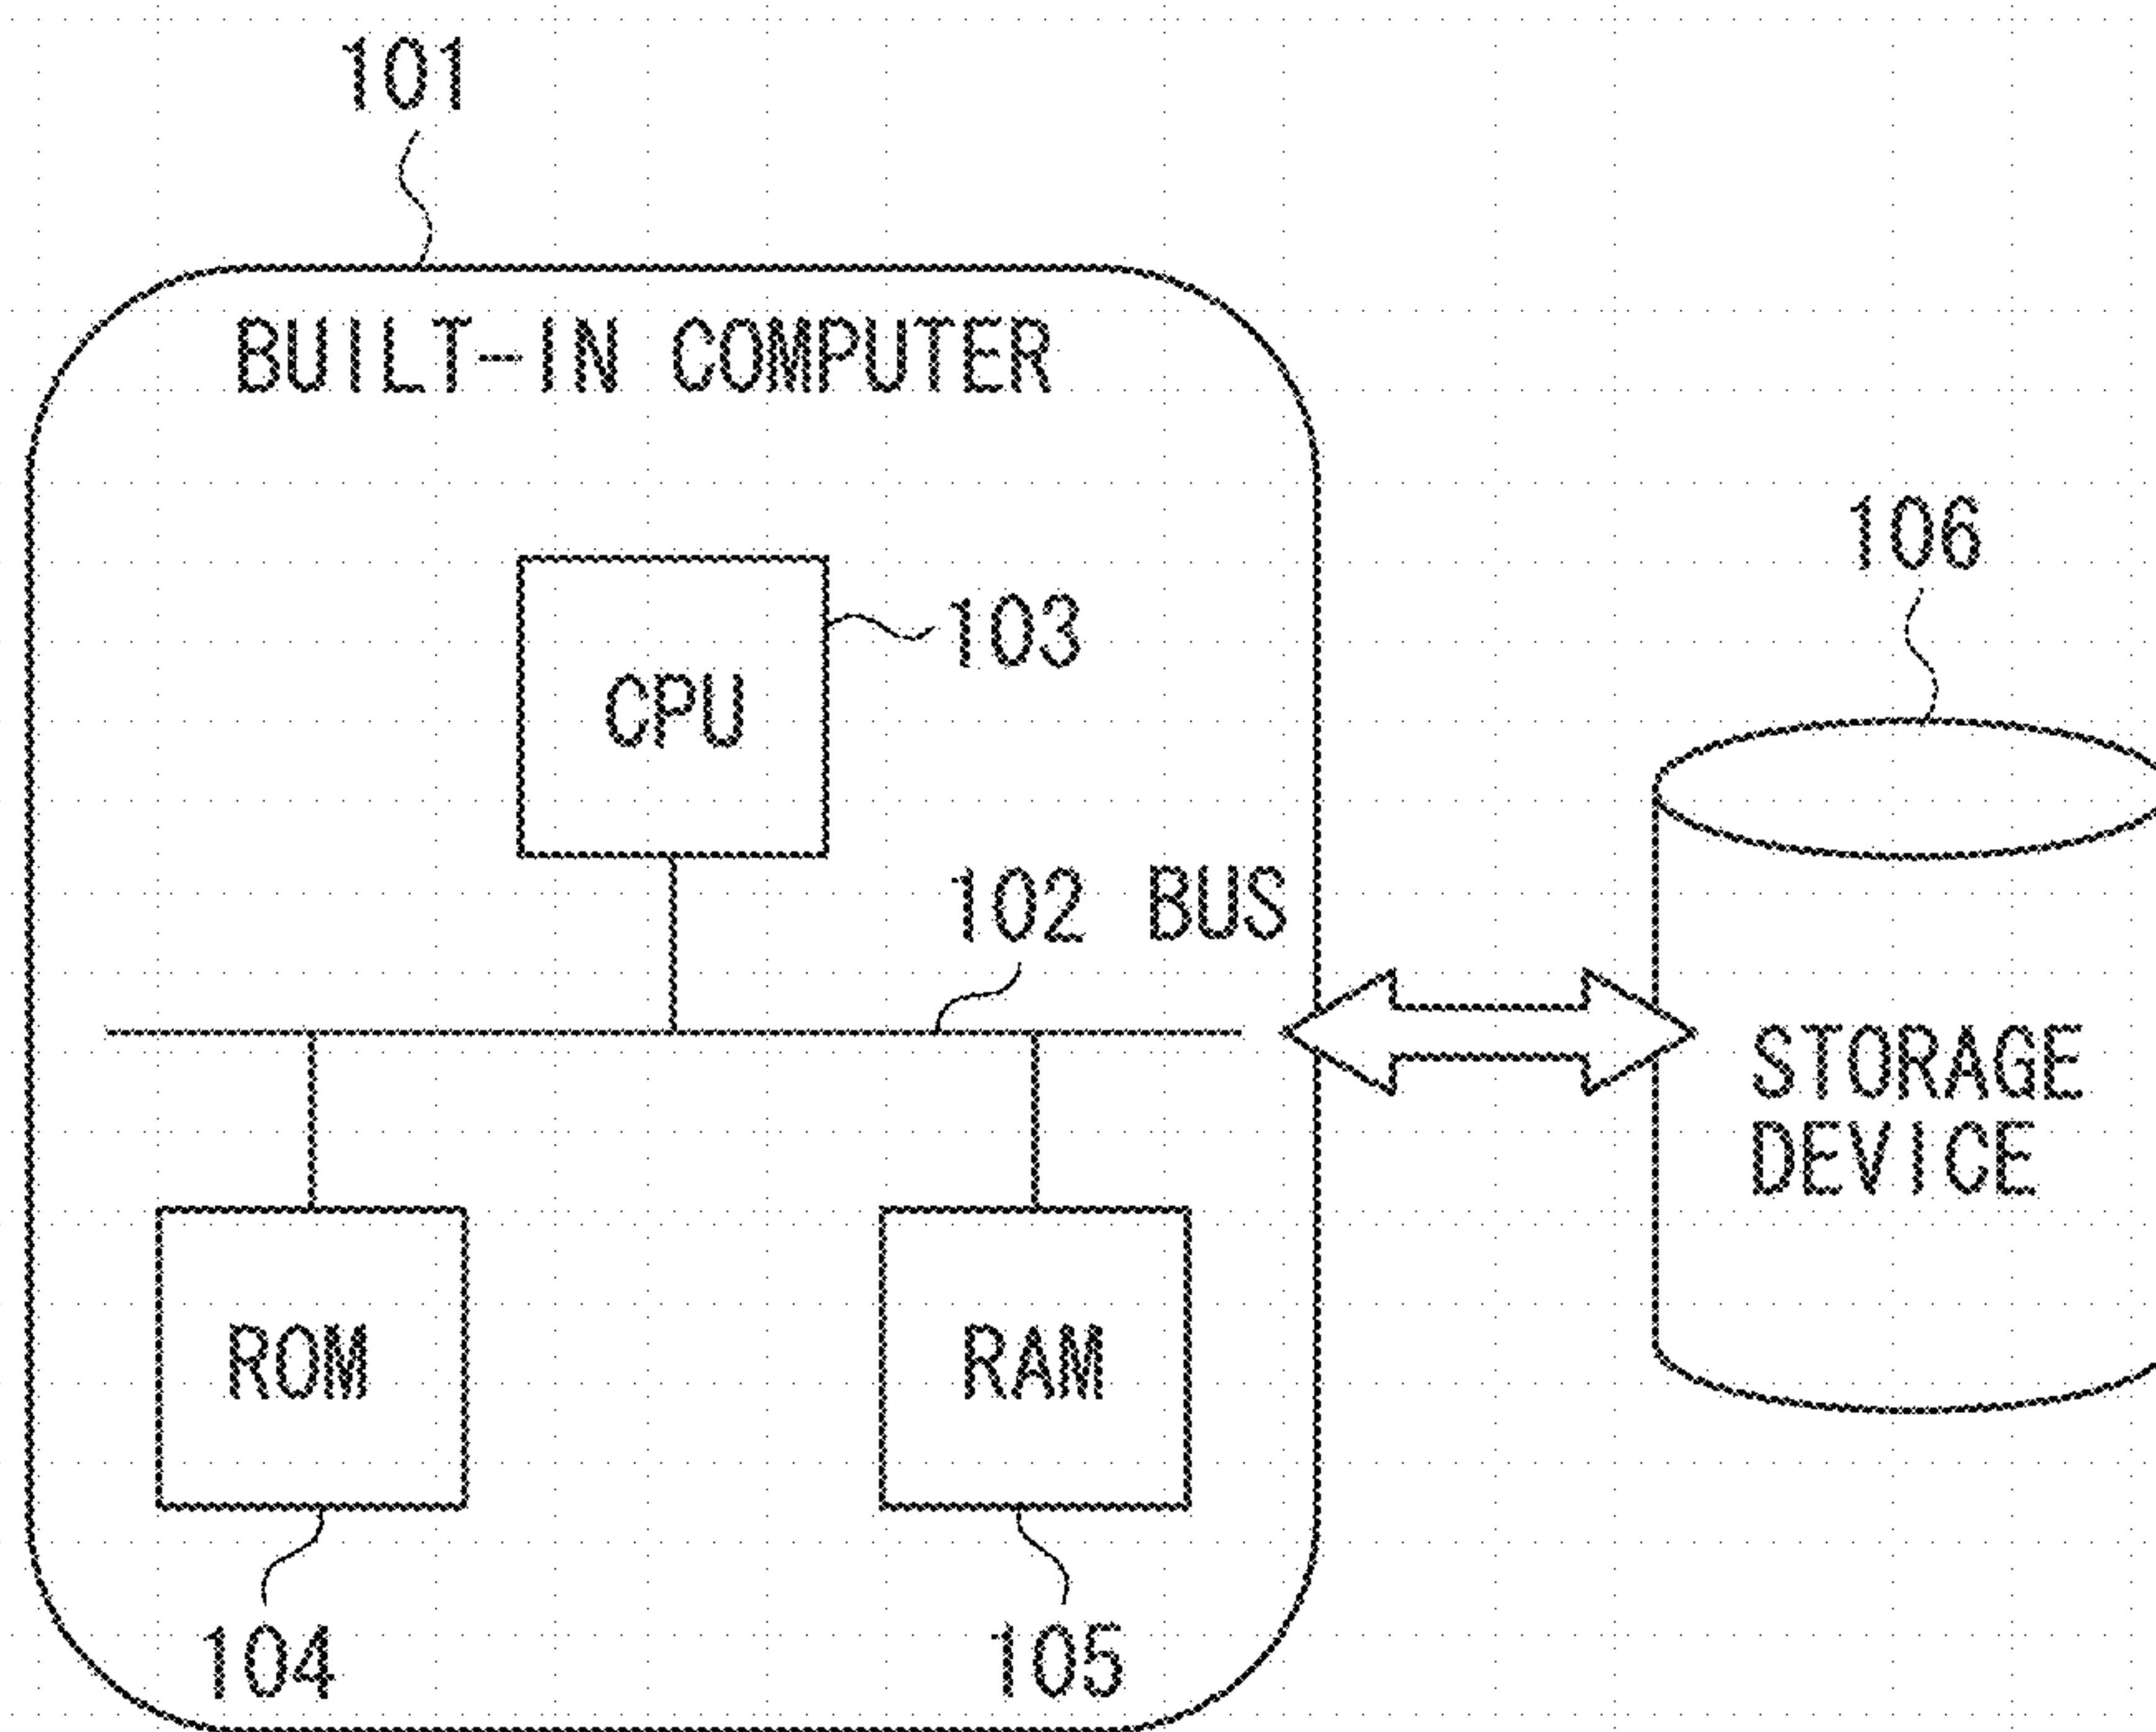 101
BUILT-IN COMPUTER
106
103
CPU
102 BUS
STORAGE
DEVICE
ROM
RAM
104
105